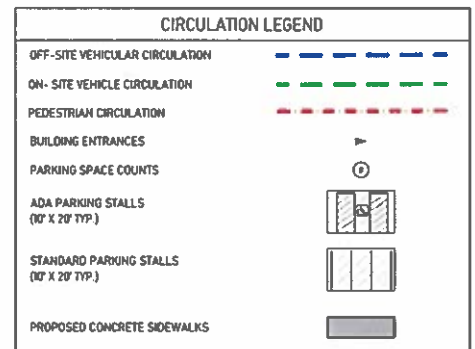 CIRCULATION LEGEND
OFF-SITE VEHICULAR CIRCULATION
ON- SITE VEHICLE CIRCULATION
PEDESTRIAN CIRCULATION
BUILDING ENTRANCES
PARKING SPACE COUNTS
ADA PARKING STALLS
(10' X 20' TYP.)
STANDARD PARKING STALLS
(10' X 20' TYP.)
PROPOSED CONCRETE SIDEWALKS